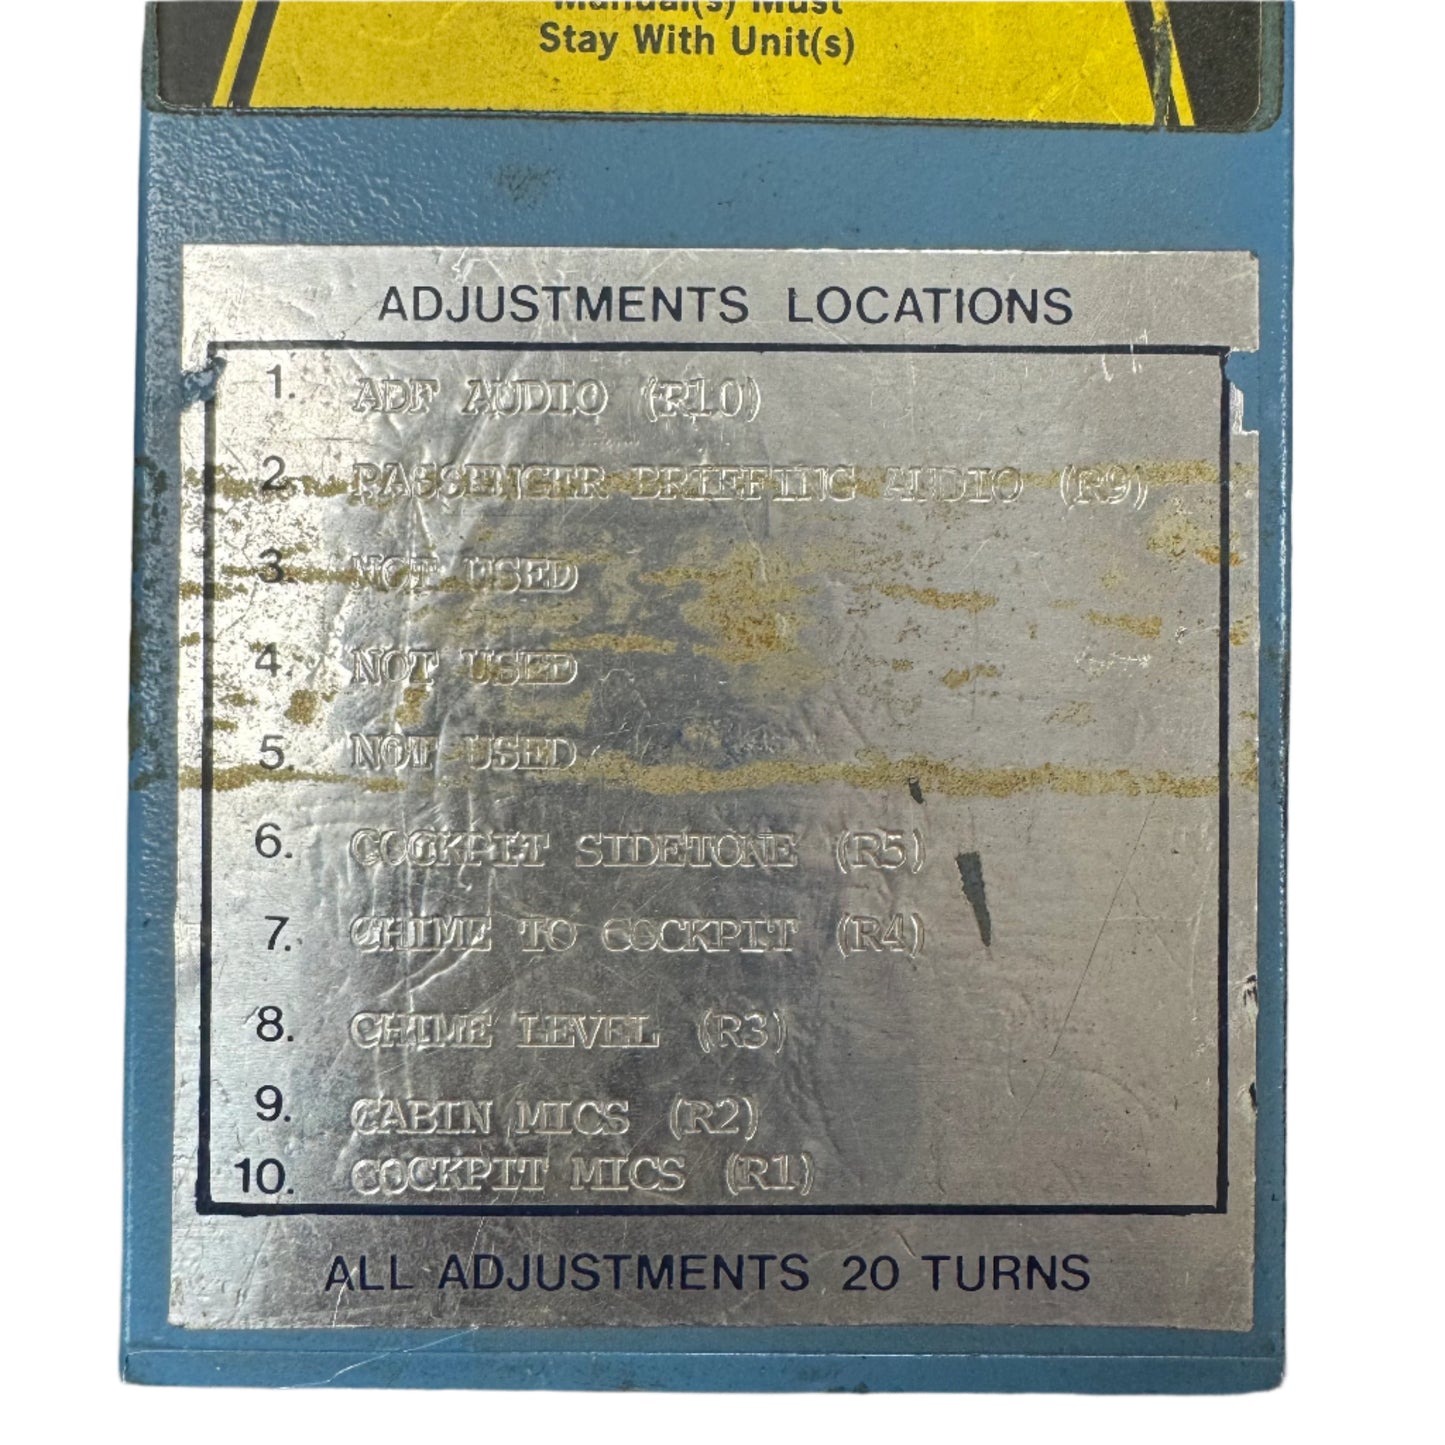 Manual(s) Must
Stay With Unit(s)
ADJUSTMENTS LOCATIONS
1. ADF AUDIO (R10)
2. PASSENGER BRIEFING AUDIO (R9)
3. NOT USED
4. NOT USED
5. NOT USED
6. COCKPIT SIDETONE (R5)
7. CHIME TO COCKPIT (R4)
8. CHIME LEVEL (R3)
9. CABIN MICS (R2)
10. COCKPIT MICS (R1)
ALL ADJUSTMENTS 20 TURNS